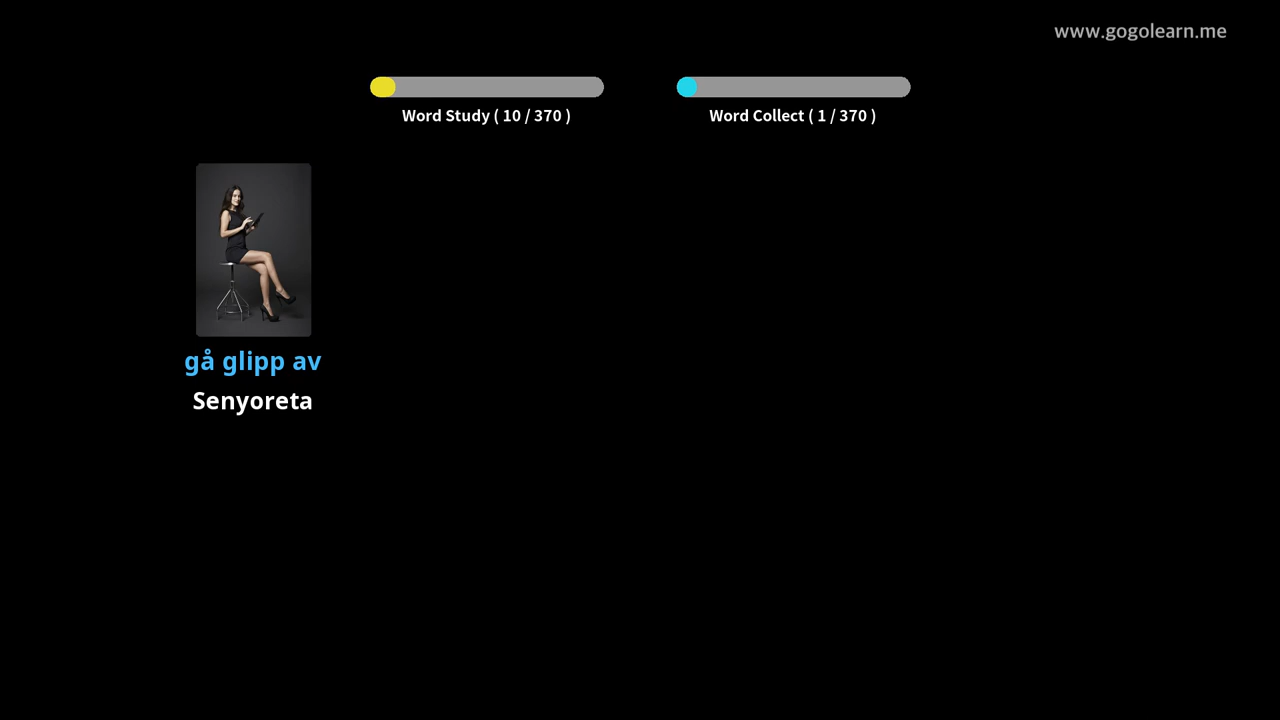 www.gogolearn.me
Word Study ( 10 / 370 )
Word Collect ( 1 / 370 )
gå glipp av
Senyoreta